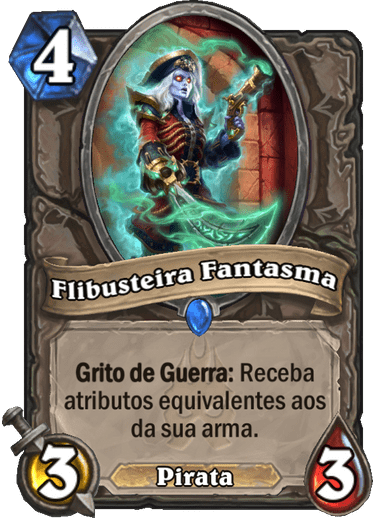 4
Flibusteira Fantasma
Grito de Guerra: Receba
atributos equivalentes aos
da sua arma.
3
Pirata
3